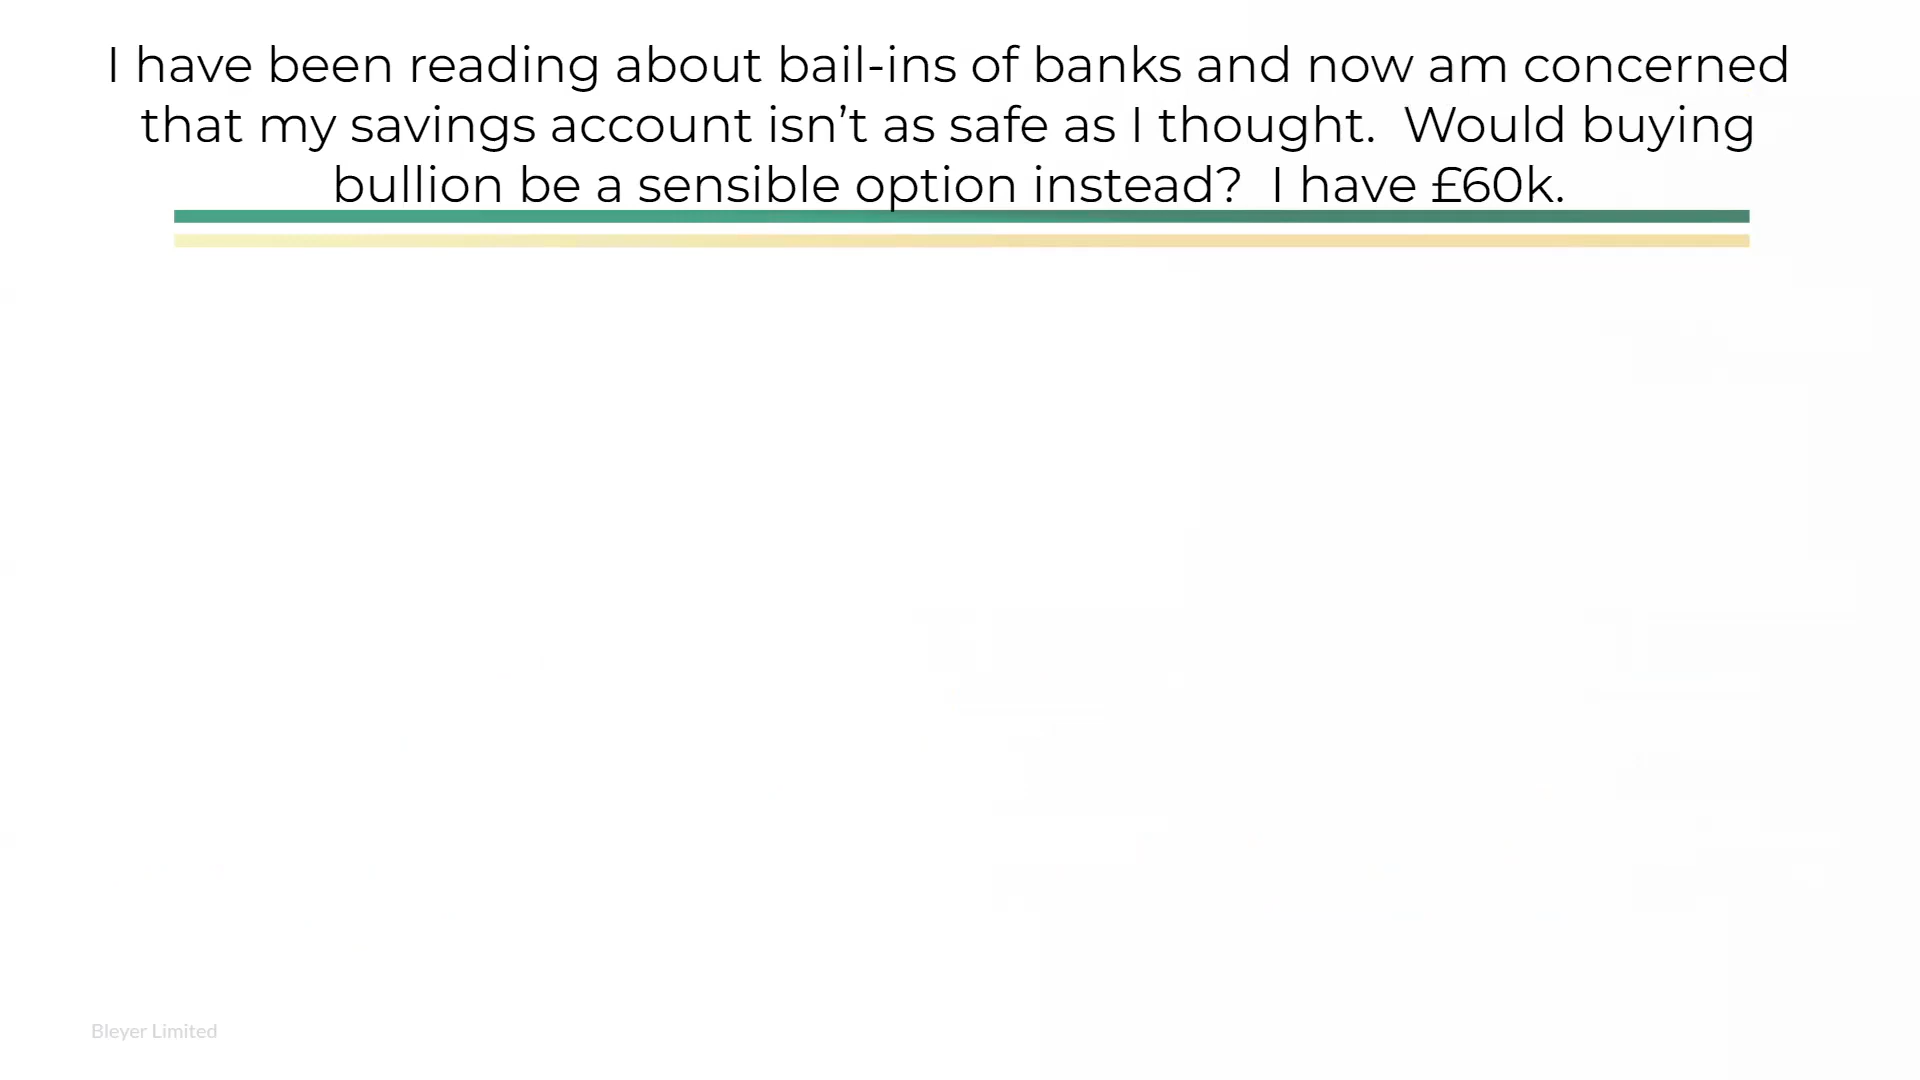 I have been reading about bail-ins of banks and now am concerned
that my savings account isn’t as safe as I thought.  Would buying
bullion be a sensible option instead?  I have £60k.
Bleyer Limited